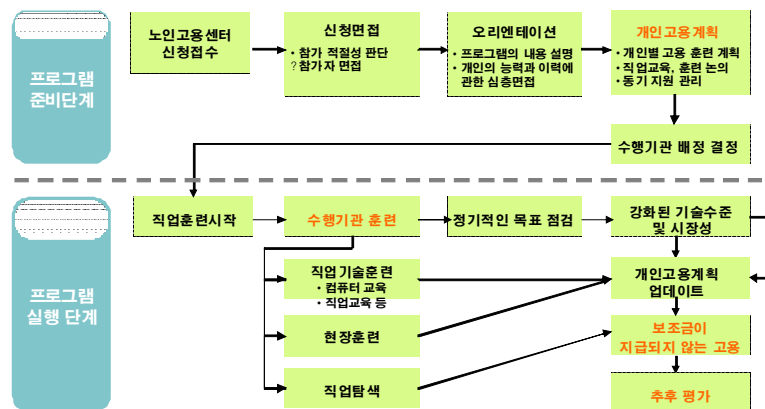 프로그램
준비단계
노인고용센터
신청접수
신청면접
· 참가 적절성 판단
? 참가자 면접
오리엔테이션
· 프로그램의 내용 설명
· 개인의 능력과 이력에
관한 심층면접
개인고용계획
· 개인별 고용 훈련 계획
· 직업교육, 훈련 논의
· 동기 지원 관리
수행기관 배정 결정
프로그램
실행 단계
직업훈련시작
수행기관 훈련
정기적인 목표 점검
강화된 기술수준
및 시장성
직업기술훈련
· 컴퓨터 교육
· 직업교육 등
개인고용계획
업데이트
현장훈련
보조금이
지급되지 않는 고용
직업탐색
추후 평가